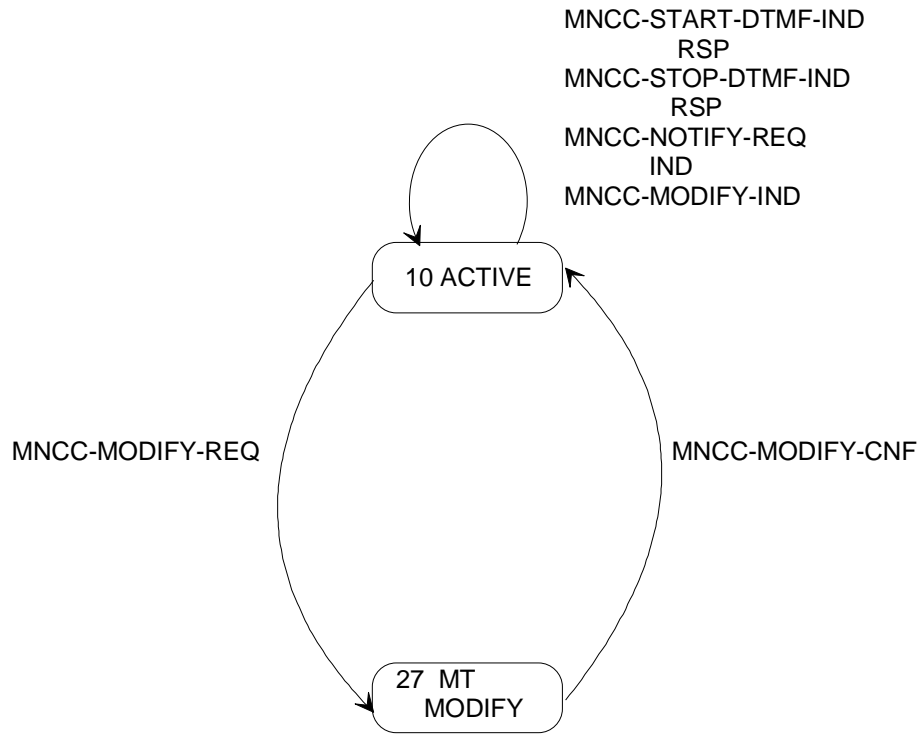 MNCC-START-DTMF-IND
RSP
MNCC-STOP-DTMF-IND
RSP
MNCC-NOTIFY-REQ
IND
MNCC-MODIFY-IND
10 ACTIVE
MNCC-MODIFY-REQ
MNCC-MODIFY-CNF
27 MT
MODIFY